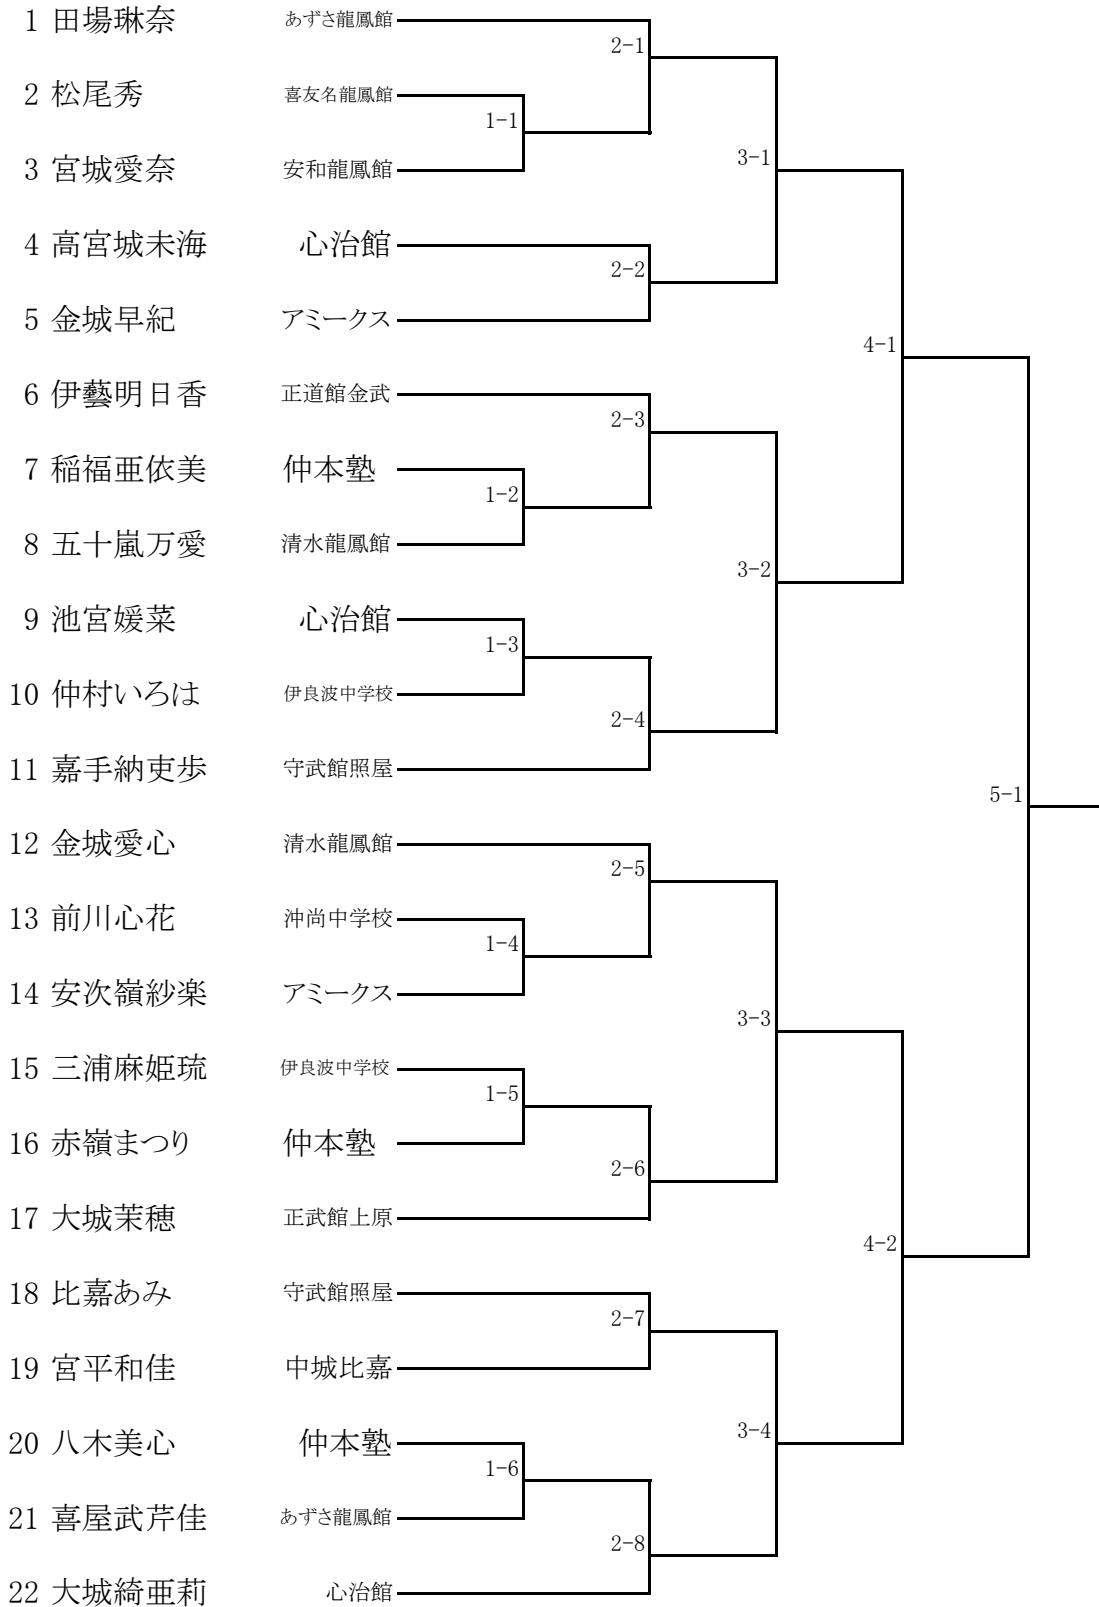 1 田場琳奈 あずさ龍鳳館
2-1
2 松尾秀 喜友名龍鳳館
1-1
3-1
3 宮城愛奈 安和龍鳳館
4 高宮城未海 心治館
2-2
5 金城早紀 アミークス
4-1
6 伊藝明日香 正道館金武
2-3
7 稲福亜依美 仲本塾
1-2
8 五十嵐万愛 清水龍鳳館
3-2
9 池宮媛菜 心治館
1-3
10 仲村いろは 伊良波中学校
2-4
11 嘉手納吏歩 守武館照屋
5-1
12 金城愛心 清水龍鳳館
2-5
13 前川心花 沖尚中学校
1-4
14 安次嶺紗楽 アミークス
3-3
15 三浦麻姫琉 伊良波中学校
1-5
16 赤嶺まつり 仲本塾
2-6
17 大城茉穂 正武館上原
4-2
18 比嘉あみ 守武館照屋
2-7
19 宮平和佳 中城比嘉
3-4
20 八木美心 仲本塾
1-6
21 喜屋武芹佳 あずさ龍鳳館
2-8
22 大城綺亜莉 心治館